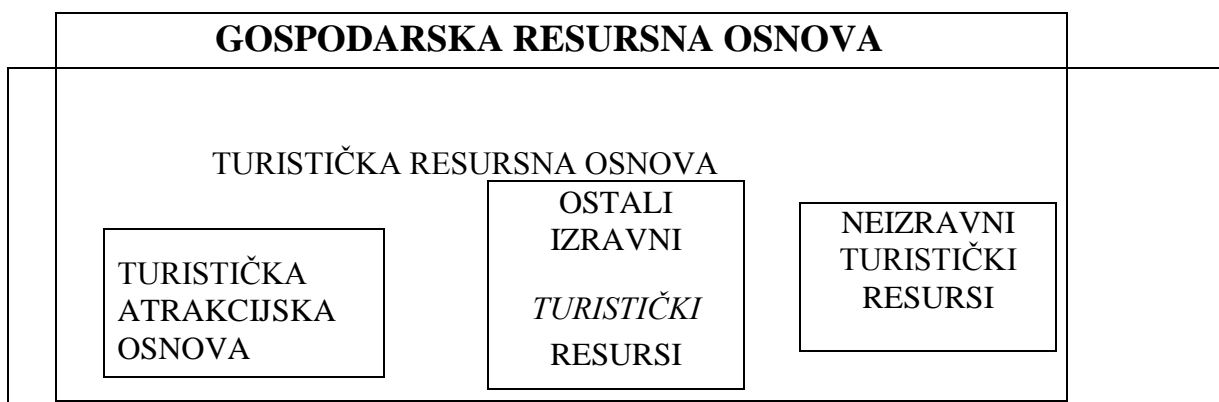 GOSPODARSKA RESURSNA OSNOVA
TURISTIČKA RESURSNA OSNOVA
TURISTIČKA
ATRAKCIJSKA
OSNOVA
OSTALI
IZRAVNI
TURISTIČKI
RESURSI
NEIZRAVNI
TURISTIČKI
RESURSI